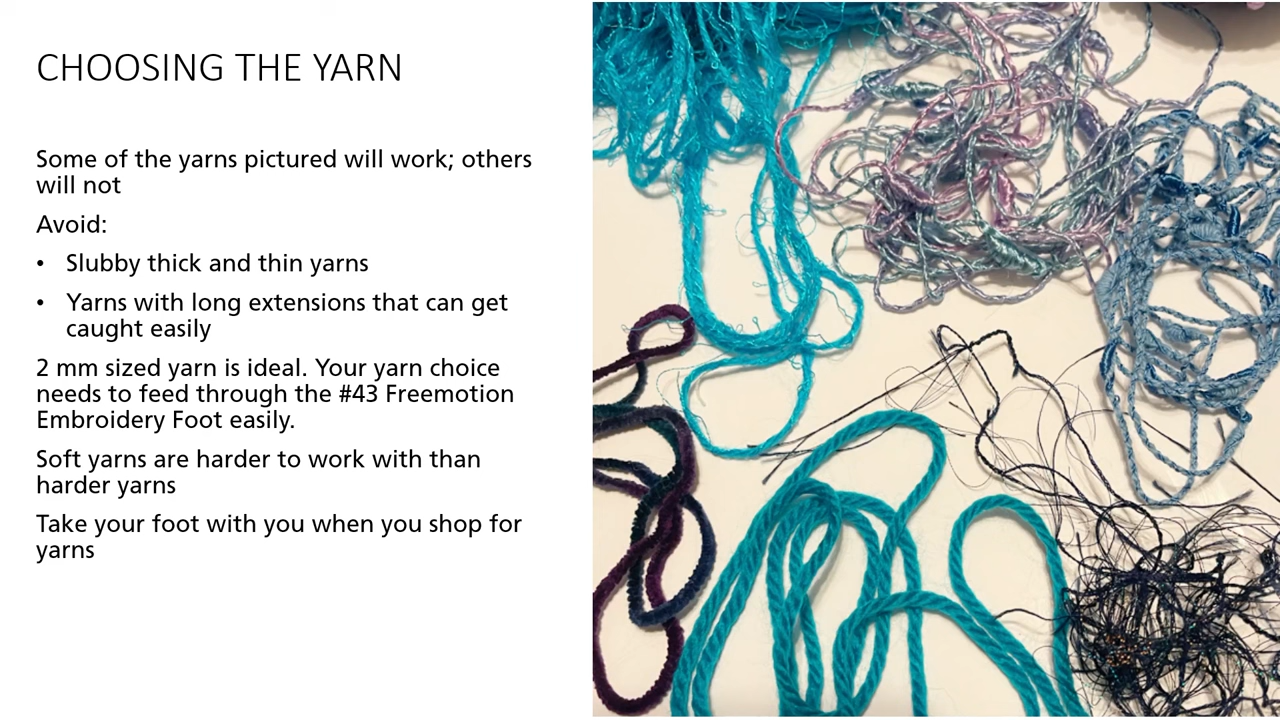 CHOOSING THE YARN
Some of the yarns pictured will work; others
will not
Avoid:
• Slubby thick and thin yarns
• Yarns with long extensions that can get
caught easily
2 mm sized yarn is ideal. Your yarn choice
needs to feed through the #43 Freemotion
Embroidery Foot easily.
Soft yarns are harder to work with than
harder yarns
Take your foot with you when you shop for
yarns